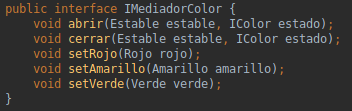 public interface IMediadorColor {
    void abrir(Estable estable, IColor estado);
    void cerrar(Estable estable, IColor estado);
    void setRojo(Rojo rojo);
    void setAmarillo(Amarillo amarillo);
    void setVerde(Verde verde);
}